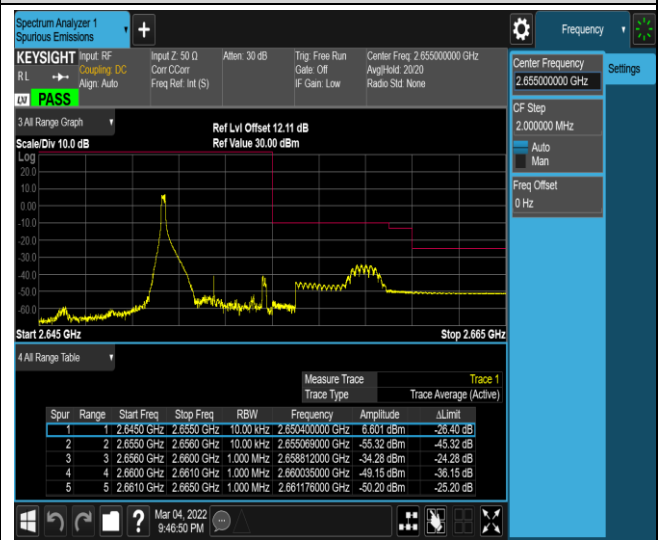 Spectrum Analyzer 1
Spurious Emissions
Frequency
KEYSIGHT Input: RF Input Z: 50 Ω Atten: 30 dB Trig: Free Run Center Freq: 2.655000000 GHz
R L Coupling: DC Corr CCorr Gate: Off Avg|Hold: 20/20
Align: Auto Freq Ref: Int (S) IF Gain: Low Radio Std: None
LXI PASS
Center Frequency
2.655000000 GHz
Settings
CF Step
2.000000 MHz
Auto
Man
Freq Offset
0 Hz
3 All Range Graph
Ref Lvl Offset 12.11 dB
Scale/Div 10.0 dB Ref Value 30.00 dBm
Log
20.0
10.0
0.00
-10.0
-20.0
-30.0
-40.0
-50.0
-60.0
Start 2.645 GHz Stop 2.665 GHz
4 All Range Table
Measure Trace Trace 1
Trace Type Trace Average (Active)
Spur Range Start Freq Stop Freq RBW Frequency Amplitude ΔLimit
1 1 2.6450 GHz 2.6550 GHz 10.00 kHz 2.650400000 GHz 6.601 dBm -26.40 dB
2 2 2.6550 GHz 2.6560 GHz 10.00 kHz 2.655069000 GHz -55.32 dBm -45.32 dB
3 3 2.6560 GHz 2.6600 GHz 1.000 MHz 2.658812000 GHz -34.28 dBm -24.28 dB
4 4 2.6600 GHz 2.6610 GHz 1.000 MHz 2.660035000 GHz -49.15 dBm -36.15 dB
5 5 2.6610 GHz 2.6650 GHz 1.000 MHz 2.661176000 GHz -50.20 dBm -25.20 dB
Mar 04, 2022
9:46:50 PM